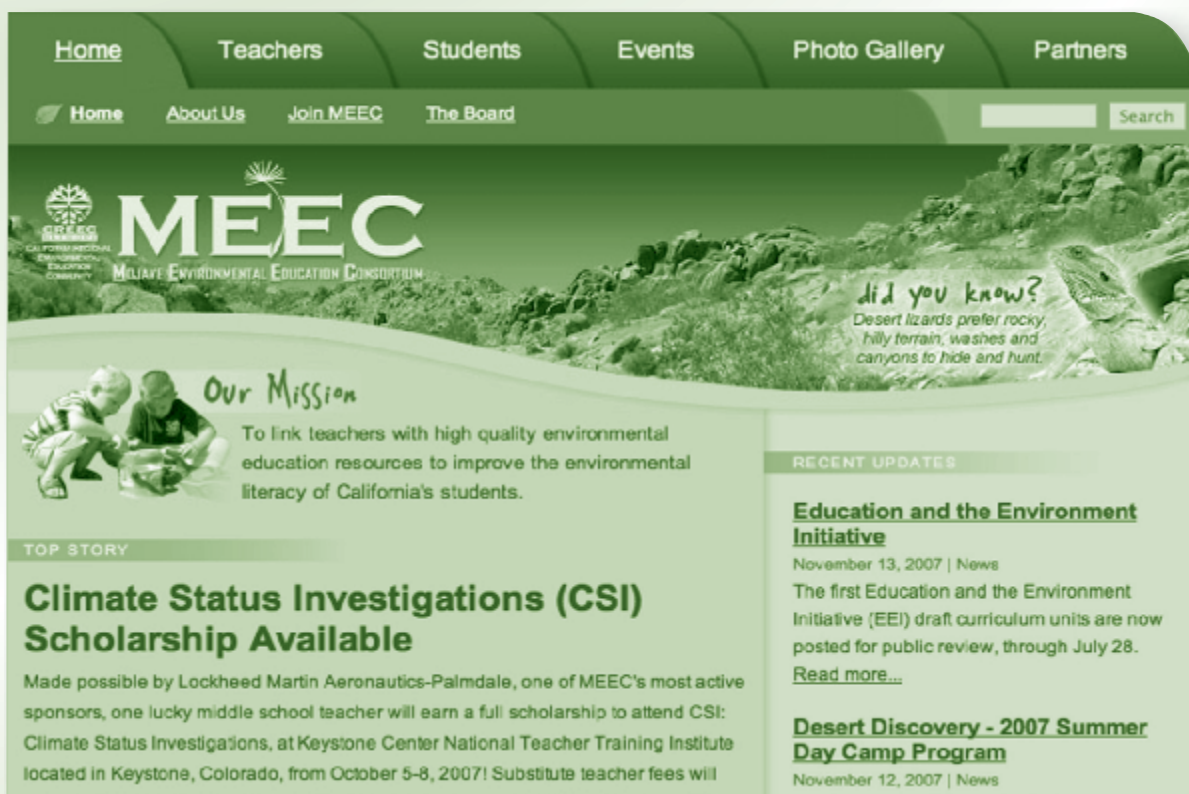 Home
Teachers
Students
Events
Photo Gallery
Partners
Home
About Us
Join MEEC
The Board
Search
CREEC
NETWORK
CALIFORNIA REGIONAL
ENVIRONMENTAL
EDUCATION
COMMUNITY
MEEC
MOJAVE ENVIRONMENTAL EDUCATION CONSORTIUM
did you know?
Desert lizards prefer rocky,
hilly terrain, washes and
canyons to hide and hunt.
Our Mission
To link teachers with high quality environmental
education resources to improve the environmental
literacy of California's students.
TOP STORY
Climate Status Investigations (CSI)
Scholarship Available
Made possible by Lockheed Martin Aeronautics-Palmdale, one of MEEC's most active
sponsors, one lucky middle school teacher will earn a full scholarship to attend CSI:
Climate Status Investigations, at Keystone Center National Teacher Training Institute
located in Keystone, Colorado, from October 5-8, 2007! Substitute teacher fees will
RECENT UPDATES
Education and the Environment
Initiative
November 13, 2007 | News
The first Education and the Environment
Initiative (EEI) draft curriculum units are now
posted for public review, through July 28.
Read more...
Desert Discovery - 2007 Summer
Day Camp Program
November 12, 2007 | News